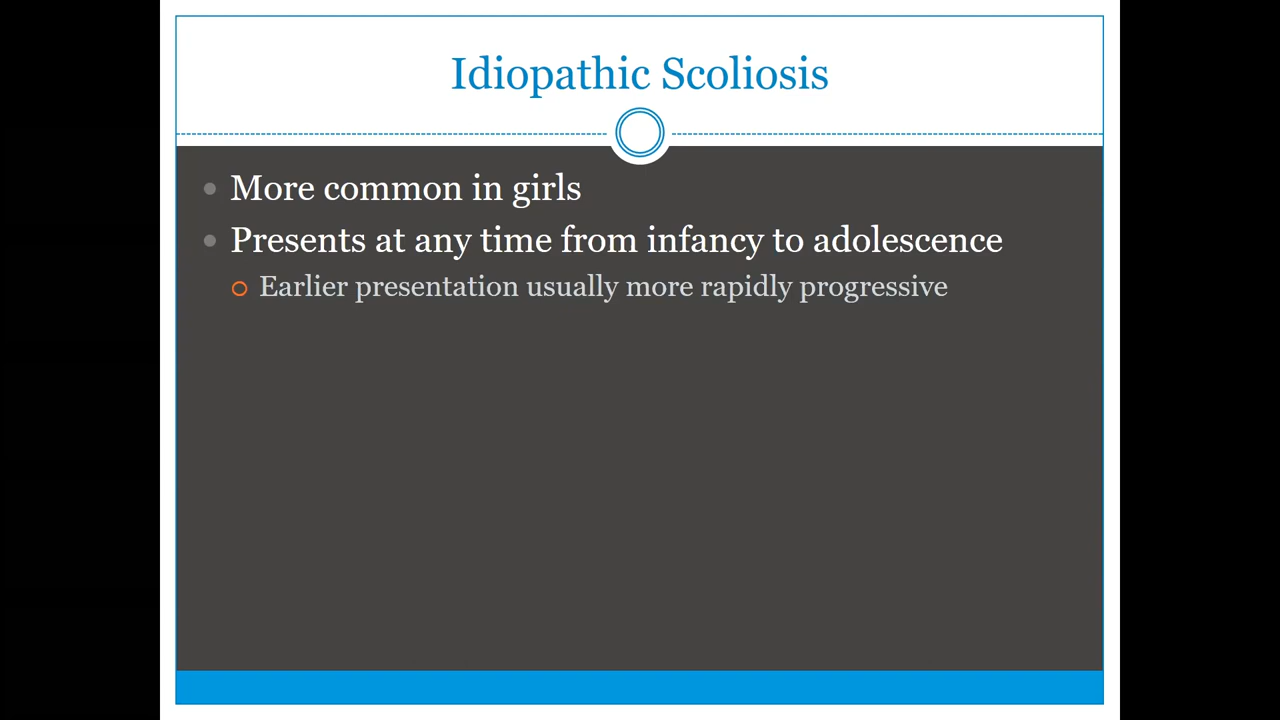 Idiopathic Scoliosis
More common in girls
Presents at any time from infancy to adolescence
Earlier presentation usually more rapidly progressive